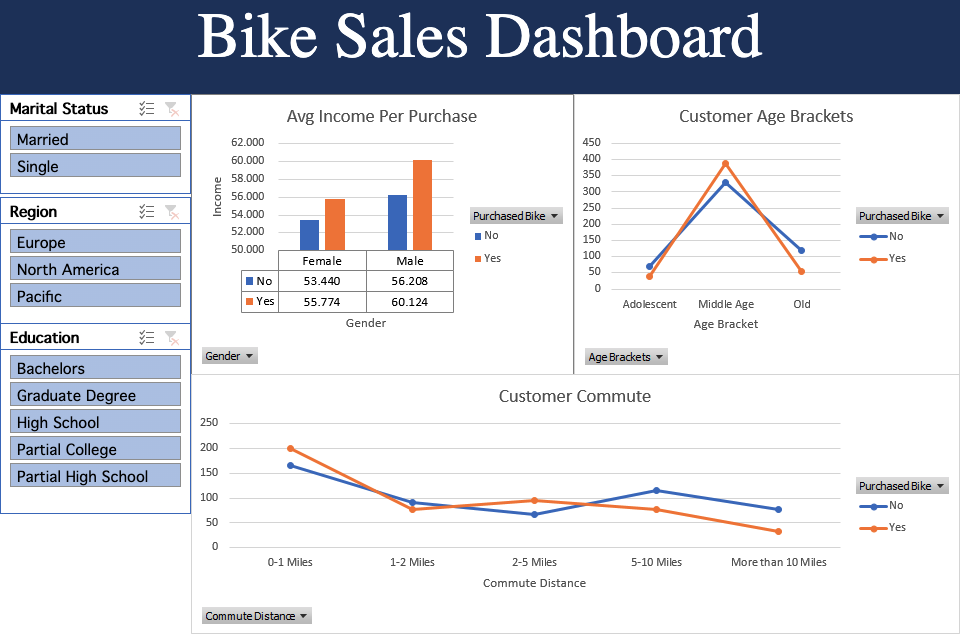 Bike Sales Dashboard
Marital Status
Married
Single
Region
Europe
North America
Pacific
Education
Bachelors
Graduate Degree
High School
Partial College
Partial High School
Avg Income Per Purchase
Income
62.000
60.000
58.000
56.000
54.000
52.000
50.000
Female Male
No 53.440 56.208
Yes 55.774 60.124
Gender
Purchased Bike
No
Yes
Gender
Customer Age Brackets
450
400
350
300
250
200
150
100
50
0
Adolescent Middle Age Old
Age Bracket
Purchased Bike
No
Yes
Age Brackets
Customer Commute
250
200
150
100
50
0
0-1 Miles 1-2 Miles 2-5 Miles 5-10 Miles More than 10 Miles
Commute Distance
Purchased Bike
No
Yes
Commute Distance